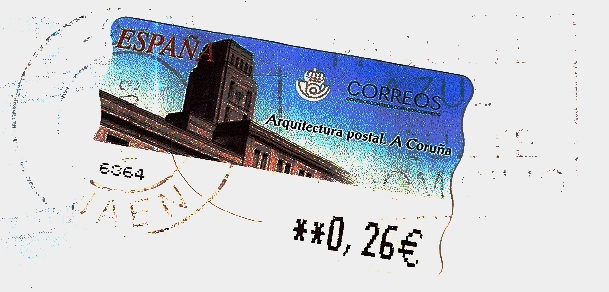 ESPAÑA
CORREOS
Arquitectura postal. A Coruña
6364
JAEN
**0,26€